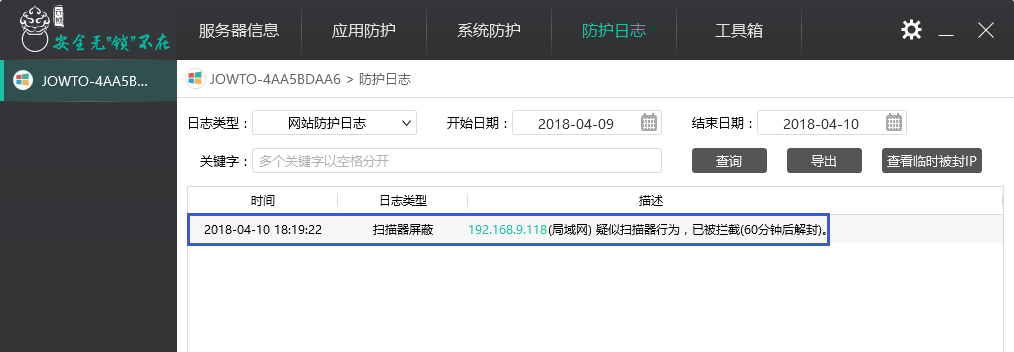 安全无"锁"不在
服务器信息 应用防护 系统防护 防护日志 工具箱
JOWTO-4AA5B...
JOWTO-4AA5BDAA6 > 防护日志
日志类型： 网站防护日志 开始日期： 2018-04-09 结束日期： 2018-04-10
关键字： 多个关键字以空格分开 查询 导出 查看临时被封IP
时间 日志类型 描述
2018-04-10 18:19:22 扫描器屏蔽 192.168.9.118(局域网) 疑似扫描器行为，已被拦截(60分钟后解封)。